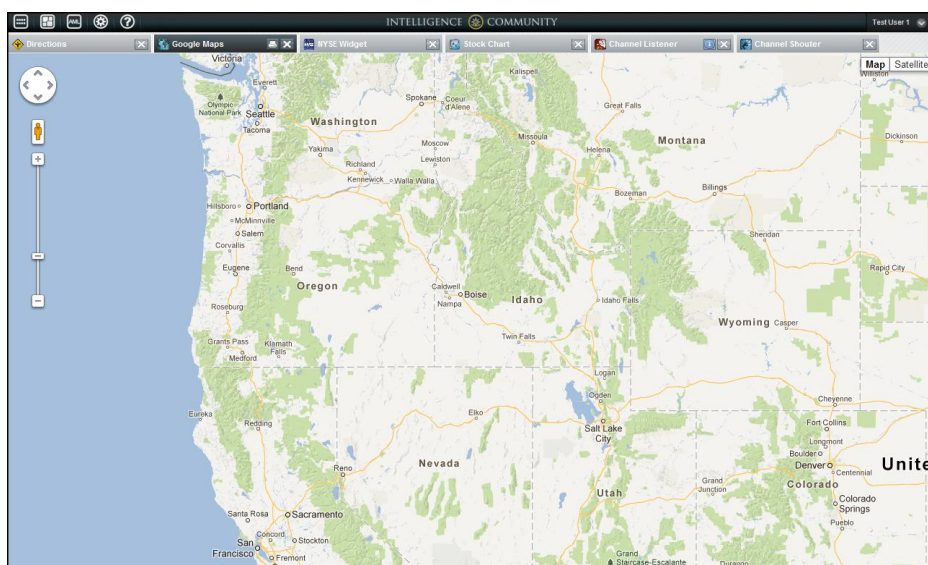 AML
?
INTELLIGENCE COMMUNITY
Test User 1
Directions
Google Maps
NYSE Widget
Stock Chart
Channel Listener
Channel Shouter
Map
Satellite
Victoria
Everett
Kalispell
Williston
Olympic
National Park
Seattle
Spokane
Coeur
d'Alene
Great Falls
Tacoma
Washington
Missoula
Dickinson
Yakima
Moscow
Helena
Montana
Richland
Lewiston
Kennewick
Walla Walla
Bozeman
Billings
Hillsboro
Portland
McMinnville
Salem
Sheridan
Corvallis
Eugene
Bend
Rapid City
Oregon
Caldwell
Boise
Nampa
Idaho
Idaho Falls
Roseburg
Wyoming
Casper
Grants Pass
Klamath
Falls
Medford
Twin Falls
Logan
Ogden
Cheyenne
Eureka
Redding
Elko
Salt Lake
City
Fort Collins
Longmont
Boulder
Reno
Nevada
Denver
Centennial
Unite
Grand
Junction
Colorado
Utah
Colorado
Springs
Santa Rosa
Sacramento
Pueblo
Concord
Stockton
San
Francisco
Fremont
Grand
Staircase-Escalante
Durango